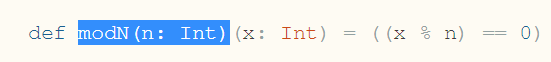 def modN(n: Int)(x: Int) = ((x % n) == 0)